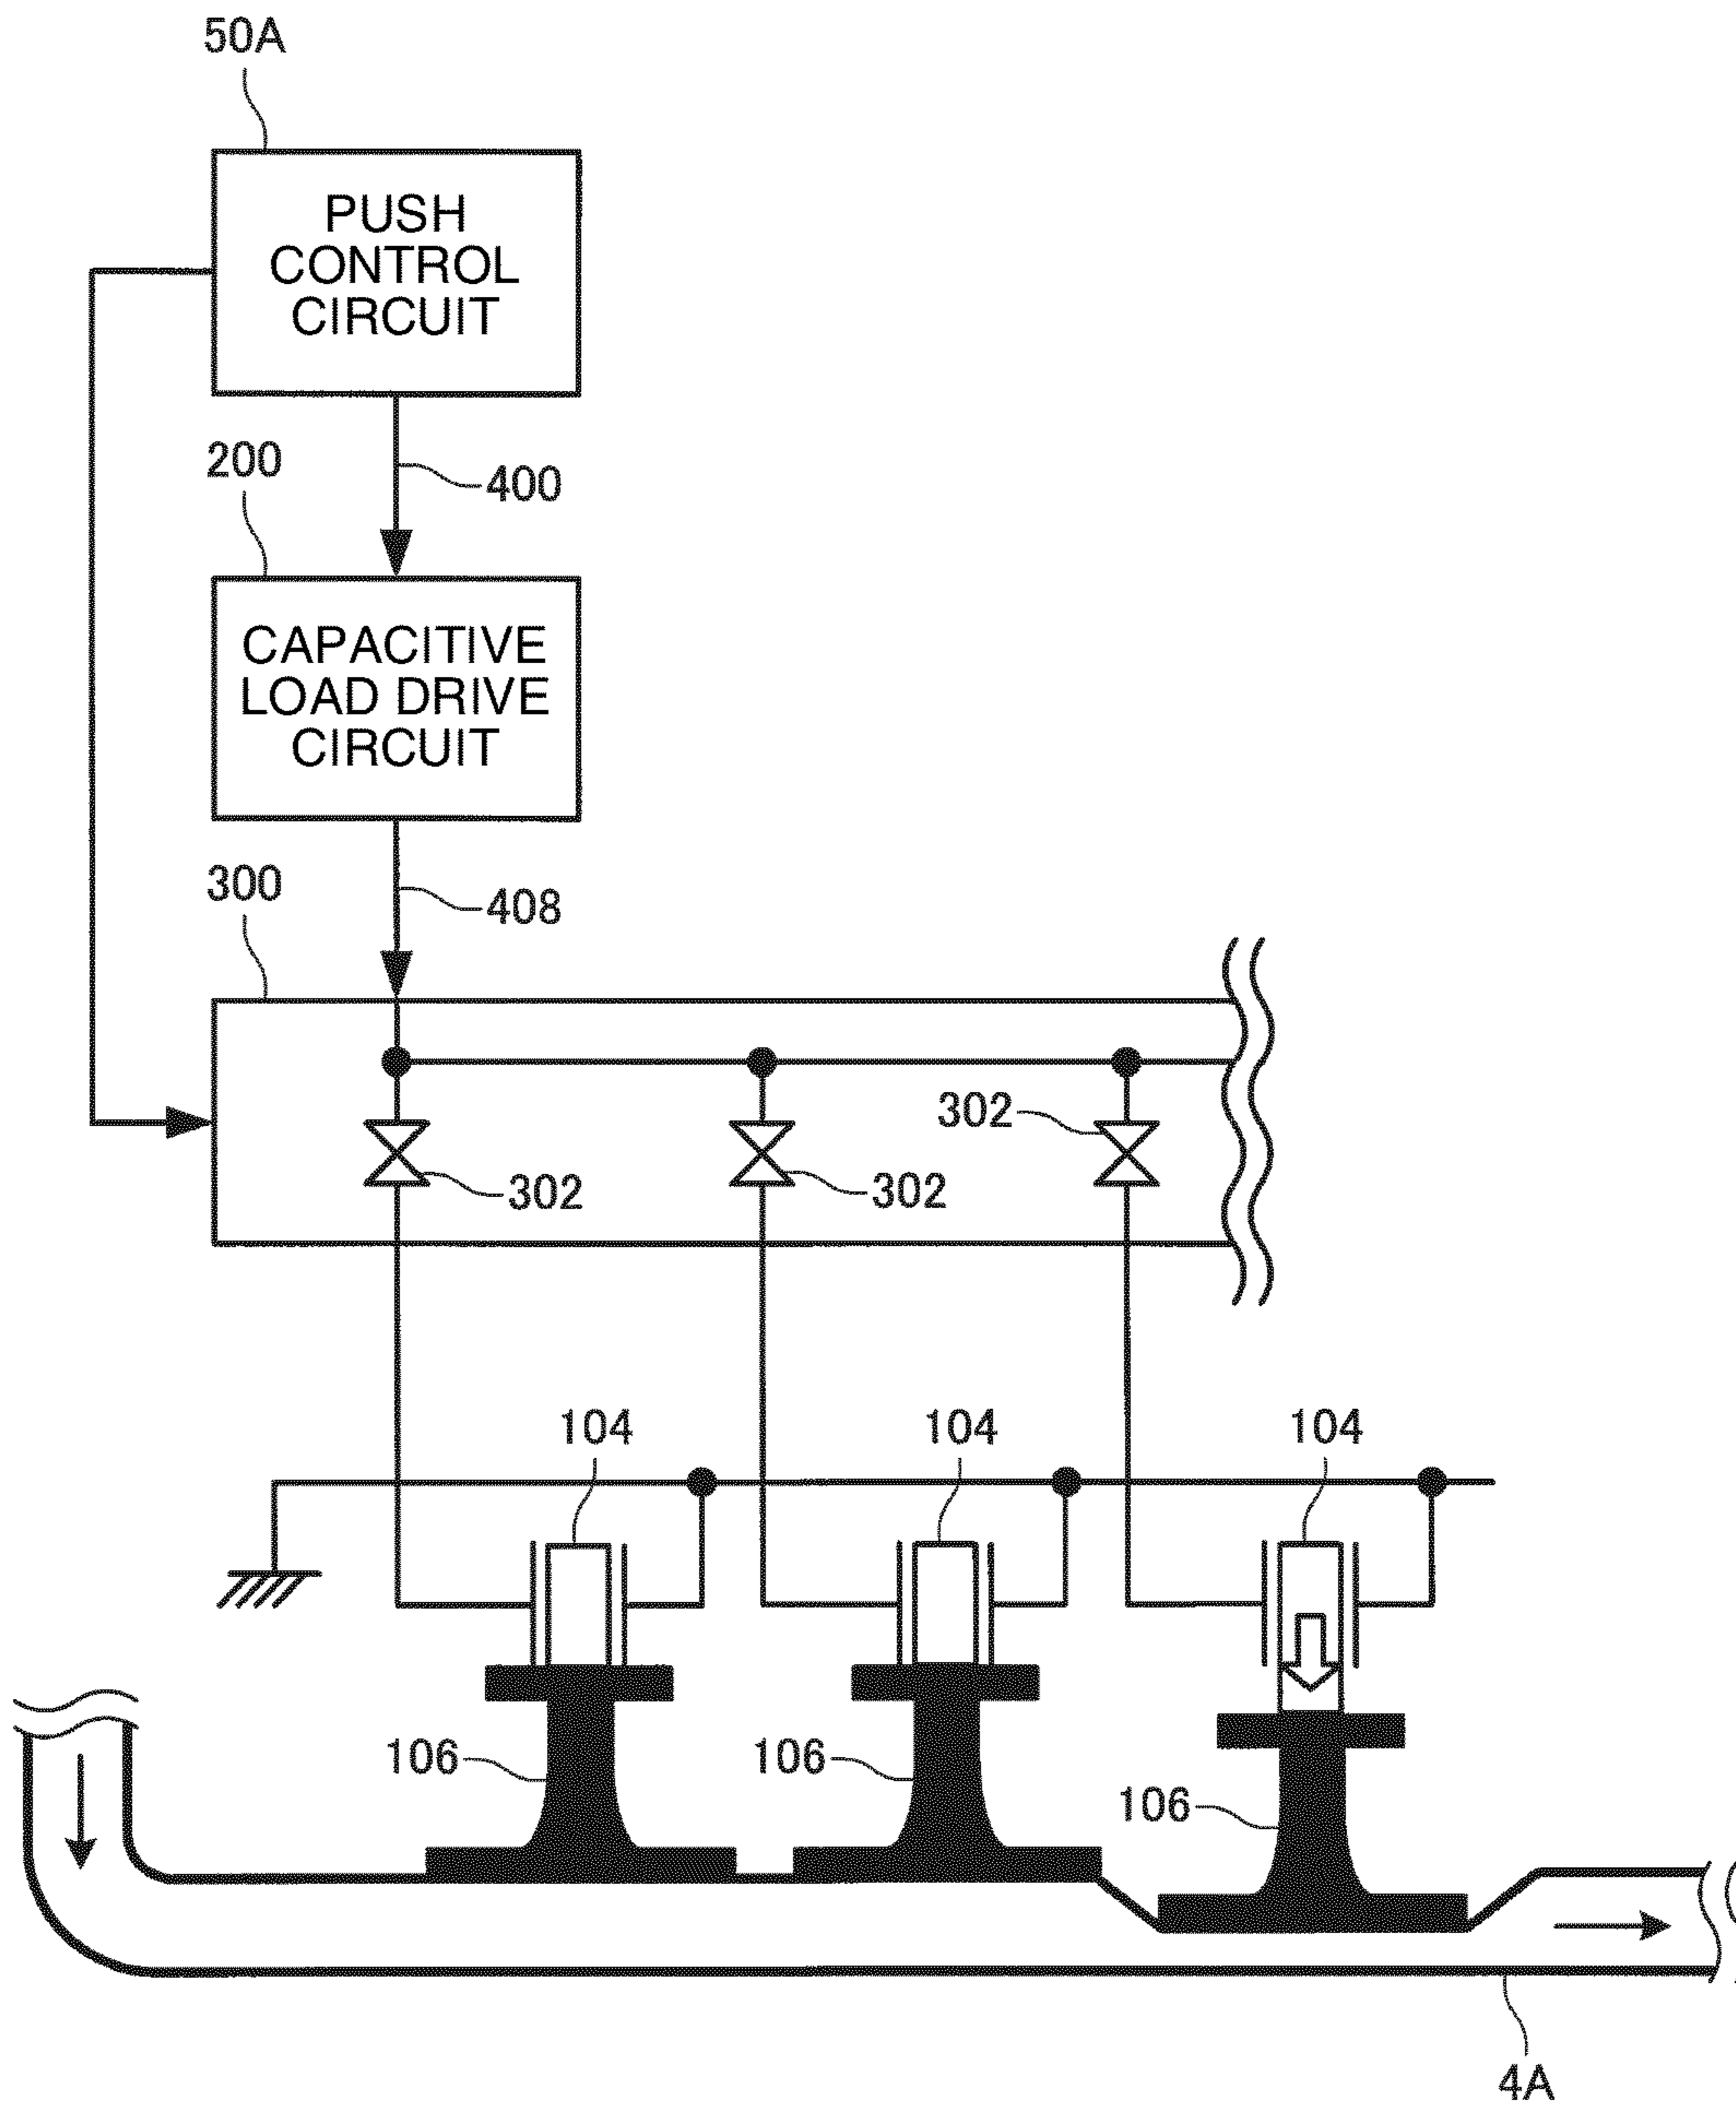 50A
PUSH
CONTROL
CIRCUIT
200
400
CAPACITIVE
LOAD DRIVE
CIRCUIT
300
408
302
302
302
104
104
104
106
106
106
4A